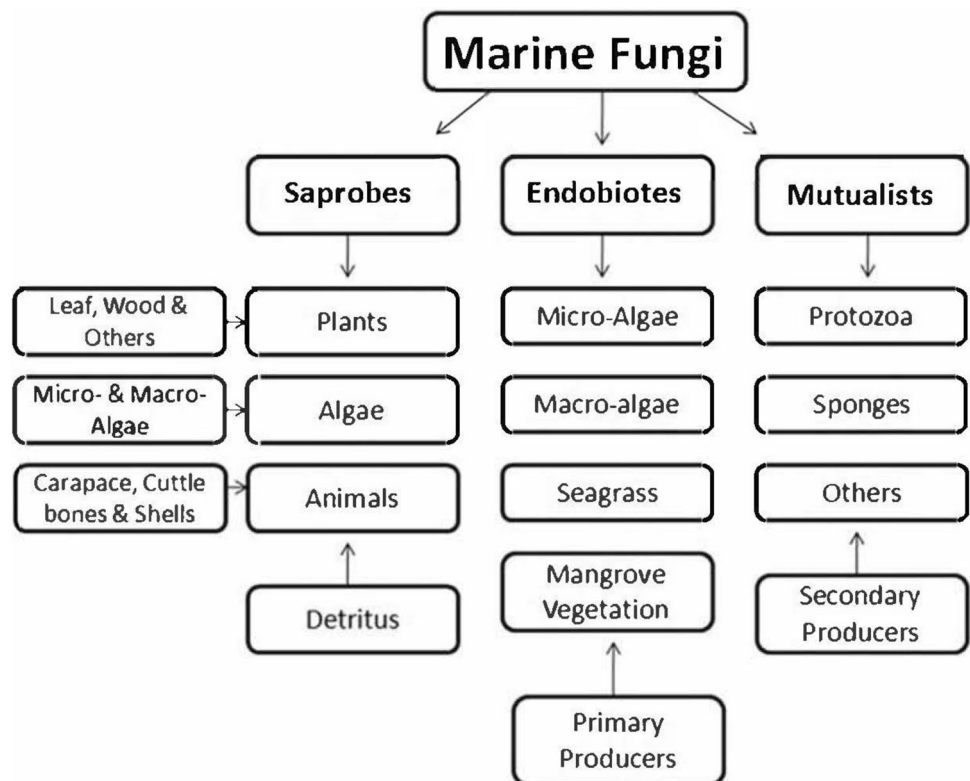 Marine Fungi
Saprobes
Endobiotes
Mutualists
Leaf, Wood &
Others
Plants
Micro-Algae
Protozoa
Micro- & Macro-
Algae
Algae
Macro-algae
Sponges
Carapace, Cuttle
bones & Shells
Animals
Seagrass
Others
Detritus
Mangrove
Vegetation
Secondary
Producers
Primary
Producers